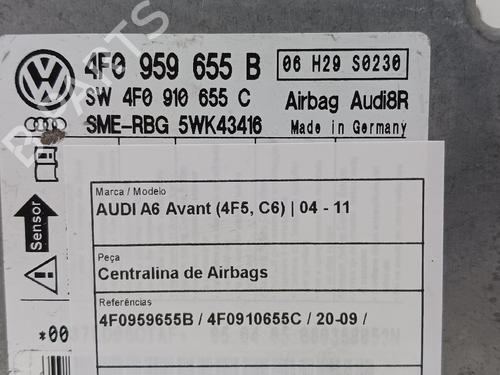 4F0 959 655 B
06 H29 S0230
SW 4F0 910 655 C
Airbag Audi8R
SME-RBG 5WK43416
Made in Germany
Sensor
Marca / Modelo
AUDI A6 Avant (4F5, C6) | 04 - 11
Peça
Centralina de Airbags
Referências
4F0959655B / 4F0910655C / 20-09 /
*00